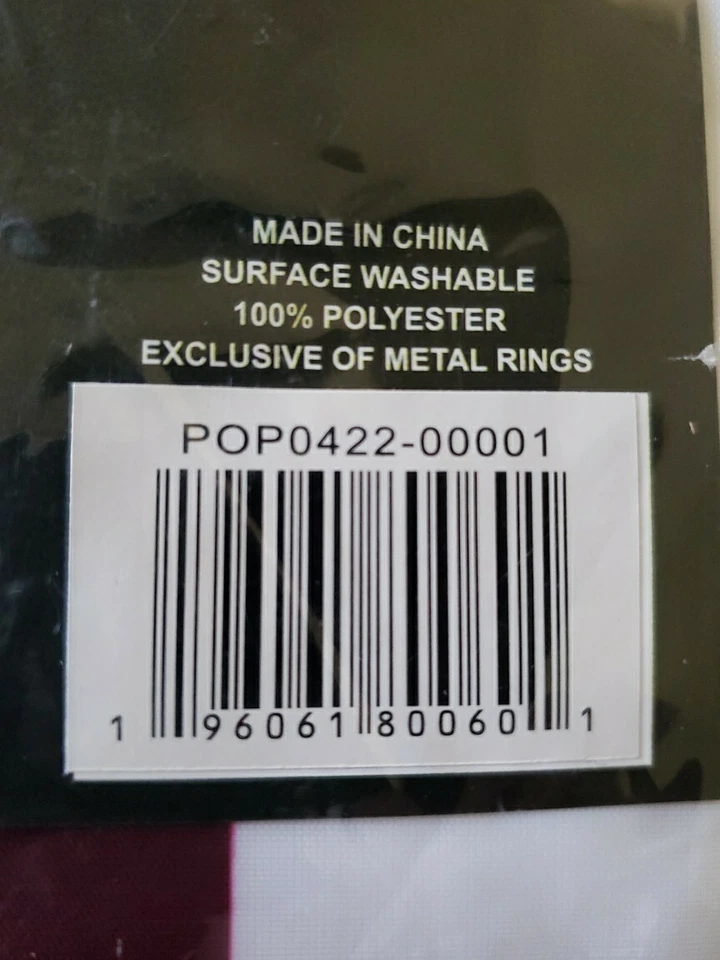 MADE IN CHINA
SURFACE WASHABLE
100% POLYESTER
EXCLUSIVE OF METAL RINGS
POP0422-00001
1 96061 80060 1